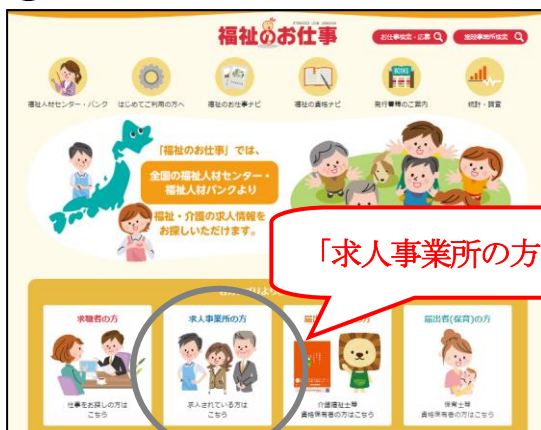 福祉のお仕事
お仕事検索・応募
施設事業所検索
福祉人材センター・バンク
はじめてご利用の方へ
福祉のお仕事ナビ
福祉の資格ナビ
発行書籍のご案内
統計・調査
「福祉のお仕事」では、
全国の福祉人材センター・
福祉人材バンクより
福祉・介護の求人情報を
お探しいただけます。
「求人事業所の方
求職者の方
仕事をお探しの方は
こちら
求人事業所の方
求人されている方は
こちら
介護福祉士等
資格保有者の方はこちら
届出者(保育)の方
保育士等
資格保有者の方はこちら